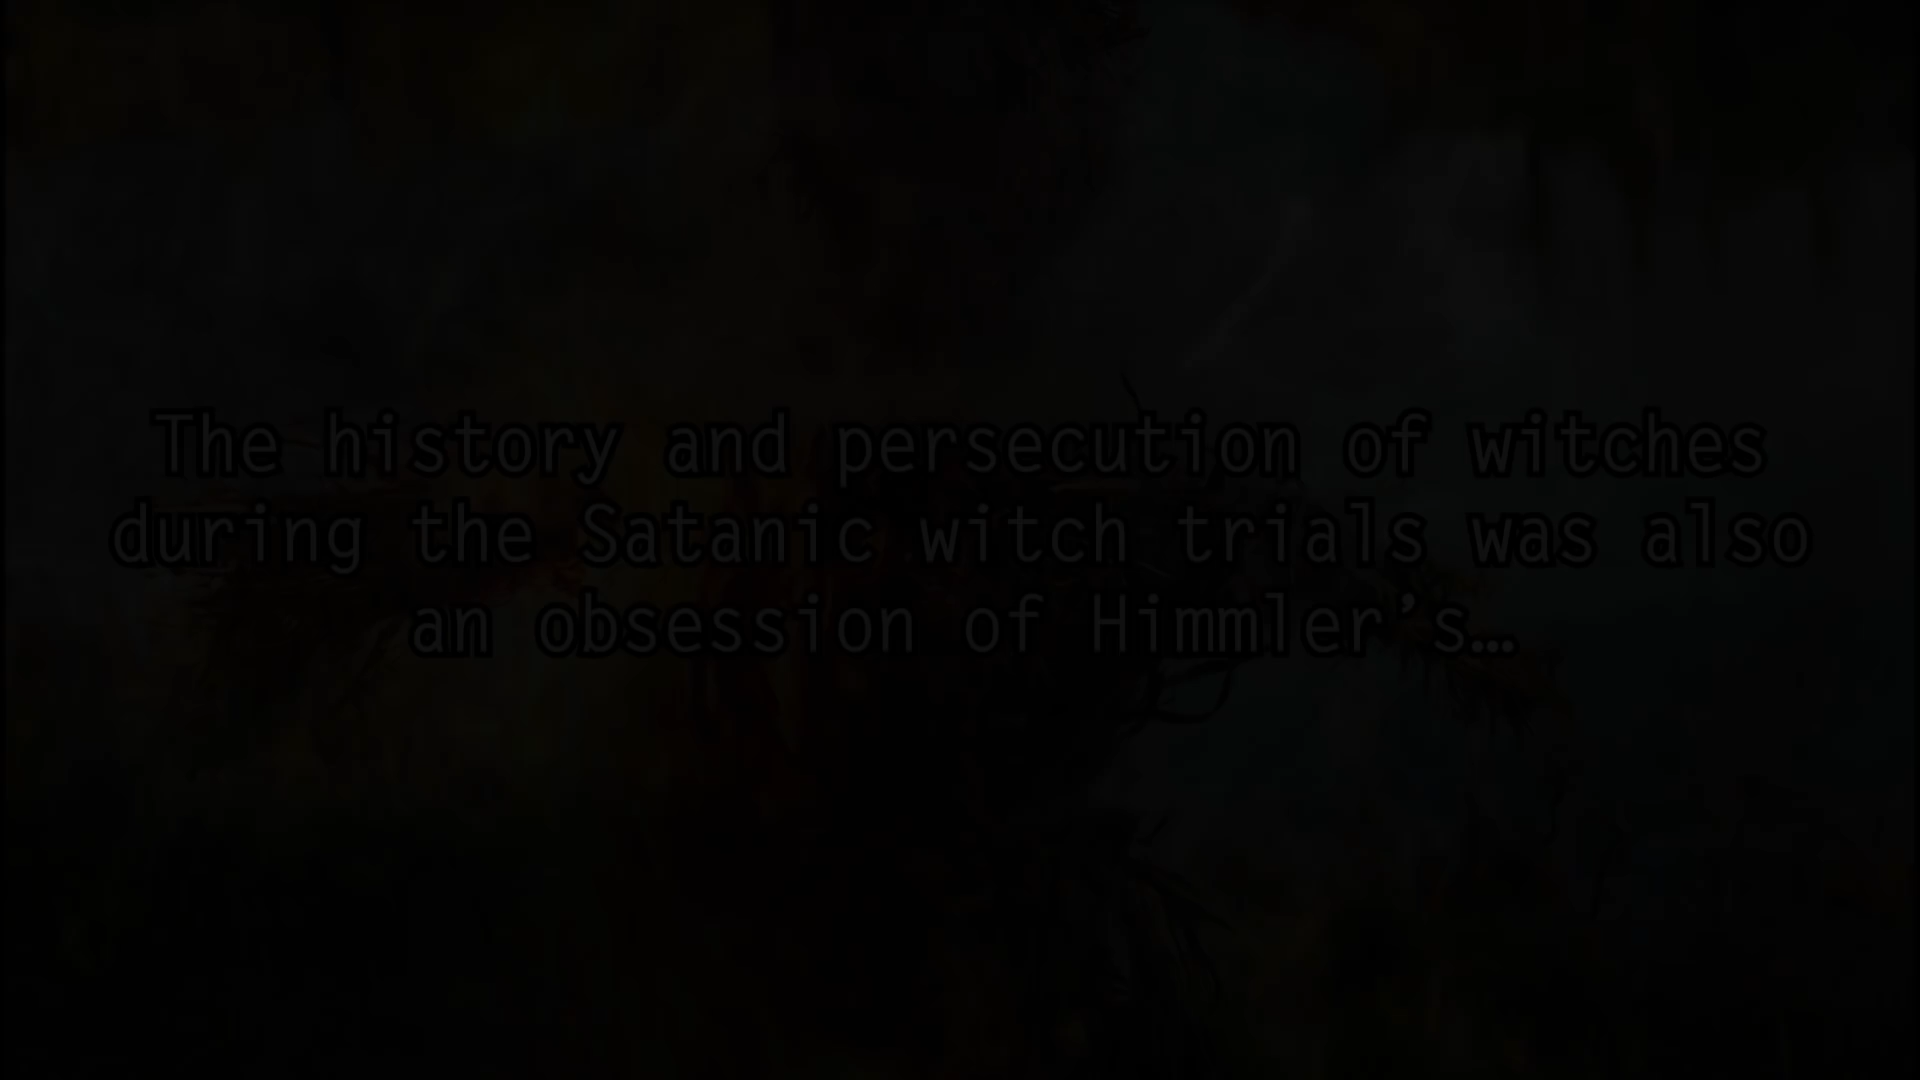 The history and persecution of witches
during the Satanic witch trials was also
an obsession of Himmler's…